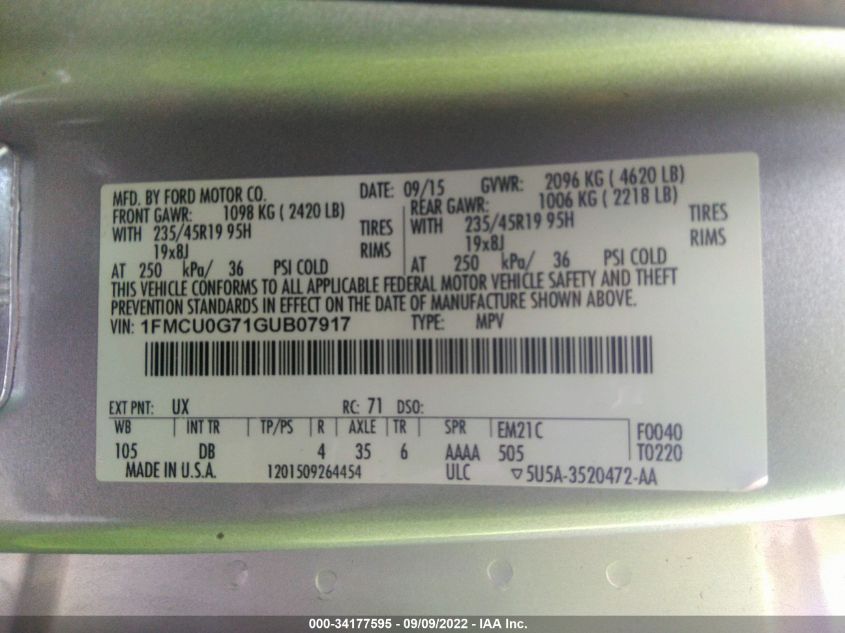 MFD. BY FORD MOTOR CO. DATE: 09/15 GVWR: 2096 KG ( 4620 LB)
FRONT GAWR: 1098 KG ( 2420 LB) REAR GAWR: 1006 KG ( 2218 LB)
WITH 235/45R19 95H TIRES WITH 235/45R19 95H TIRES
19x8J RIMS 19x8J RIMS
AT 250 kPa/ 36 PSI COLD AT 250 kPa/ 36 PSI COLD
THIS VEHICLE CONFORMS TO ALL APPLICABLE FEDERAL MOTOR VEHICLE SAFETY AND THEFT
PREVENTION STANDARDS IN EFFECT ON THE DATE OF MANUFACTURE SHOWN ABOVE.
VIN: 1FMCU0G71GUB07917 TYPE: MPV
EXT PNT: UX RC: 71 DSO:
WB INT TR TP/PS R AXLE TR SPR EM21C F0040
105 DB 4 35 6 AAAA 505 T0220
MADE IN U.S.A. 1201509264454 ULC ▽5U5A-3520472-AA
000-34177595 - 09/09/2022 - IAA Inc.